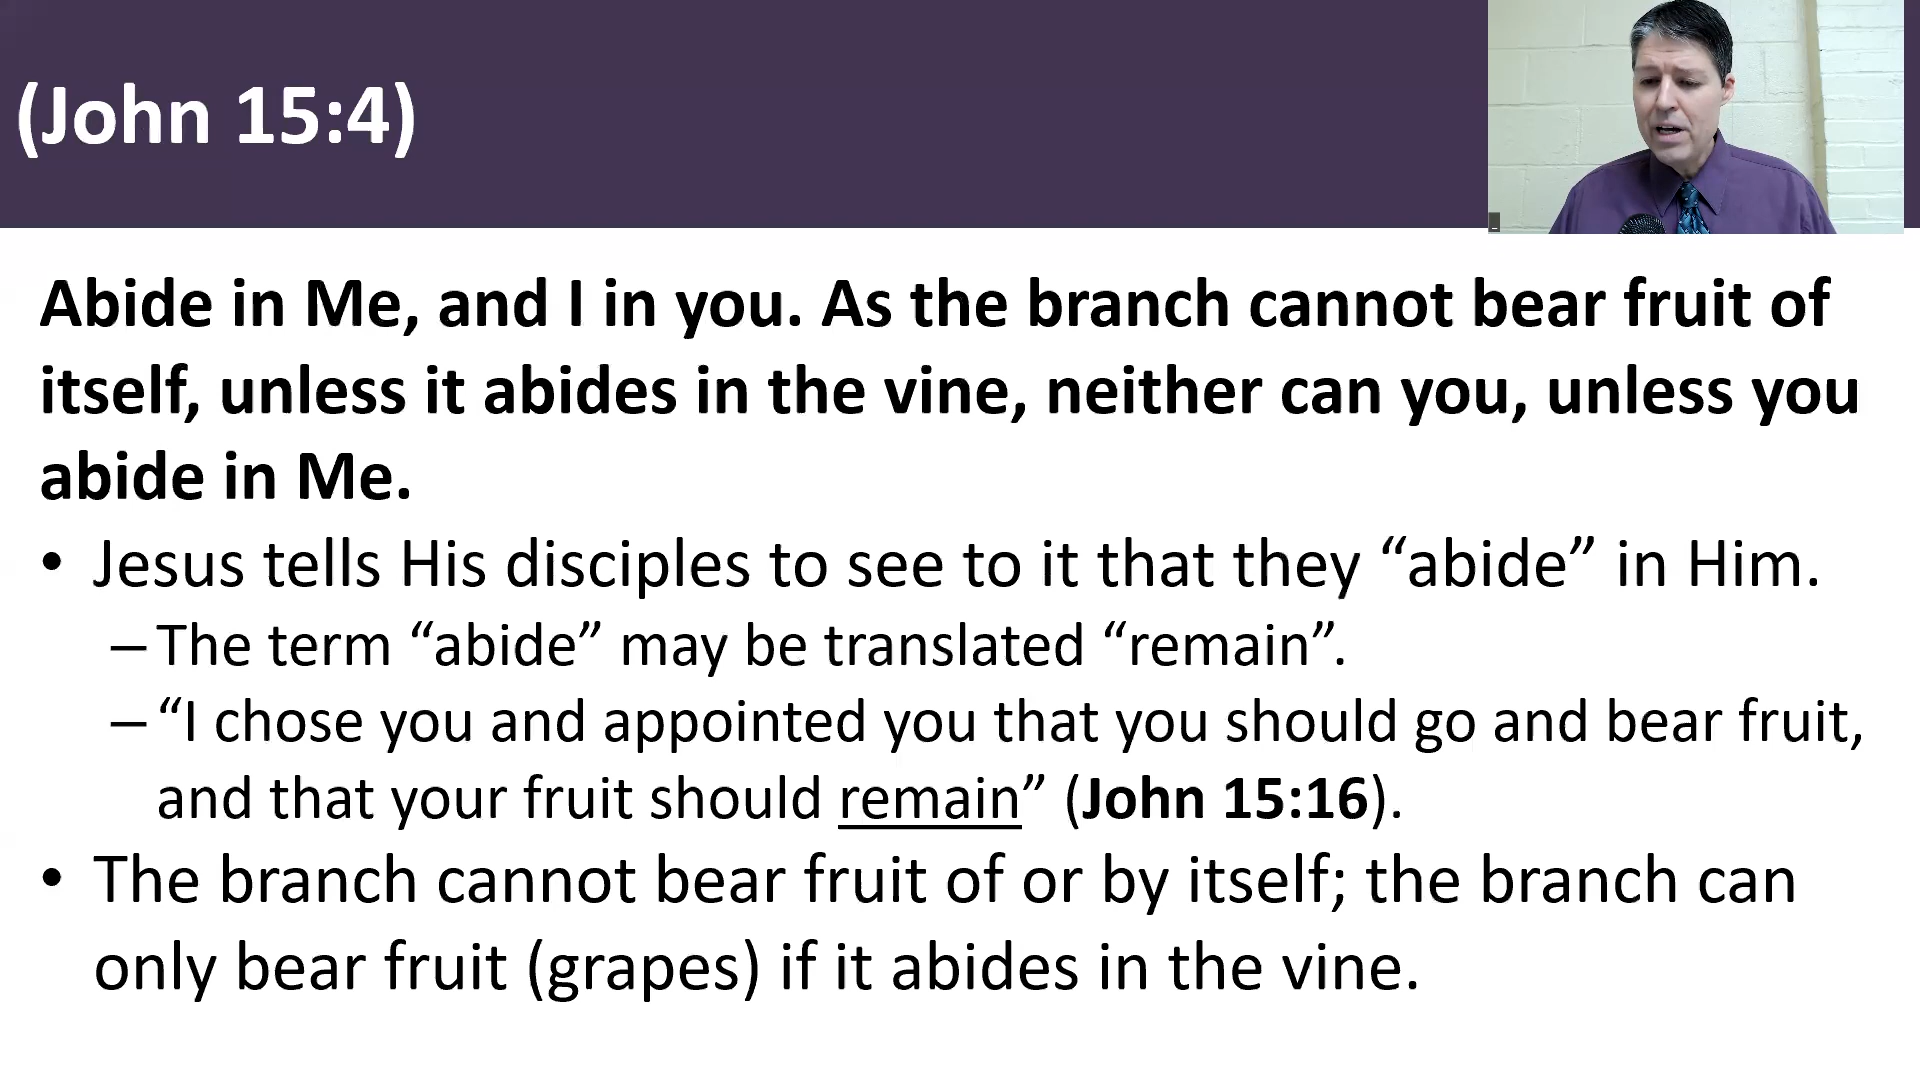 (John 15:4)
Abide in Me, and I in you. As the branch cannot bear fruit of
itself, unless it abides in the vine, neither can you, unless you
abide in Me.
• Jesus tells His disciples to see to it that they “abide” in Him.
– The term “abide” may be translated “remain”.
– “I chose you and appointed you that you should go and bear fruit,
and that your fruit should remain” (John 15:16).
• The branch cannot bear fruit of or by itself; the branch can
only bear fruit (grapes) if it abides in the vine.